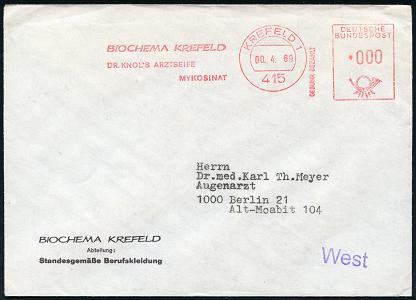 BIOCHEMA KREFELD
DR. KNOL'S ARZTSEIFE
MYKOSINAT
KREFELD 1
00. 4. 69
415
GEBÜHR BEZAHLT
DEUTSCHE
BUNDESPOST
000
Herrn
Dr.med.Karl Th.Meyer
Augenarzt
1000 Berlin 21
Alt-Moabit 104
BIOCHEMA KREFELD
Abteilung:
Standesgemäße Berufskleidung
West